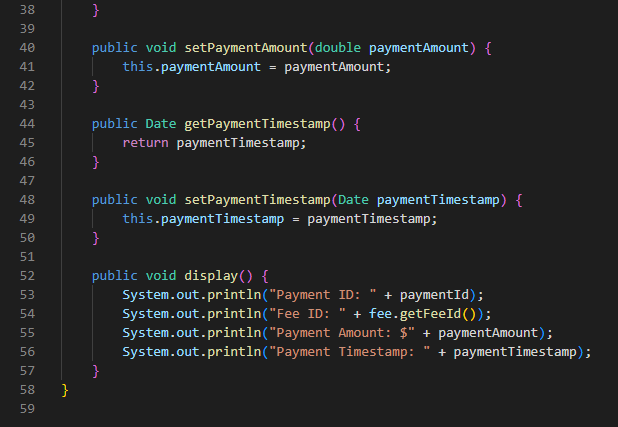 38 }
39
40 public void setPaymentAmount(double paymentAmount) {
41 this.paymentAmount = paymentAmount;
42 }
43
44 public Date getPaymentTimestamp() {
45 return paymentTimestamp;
46 }
47
48 public void setPaymentTimestamp(Date paymentTimestamp) {
49 this.paymentTimestamp = paymentTimestamp;
50 }
51
52 public void display() {
53 System.out.println("Payment ID: " + paymentId);
54 System.out.println("Fee ID: " + fee.getFeeId());
55 System.out.println("Payment Amount: $" + paymentAmount);
56 System.out.println("Payment Timestamp: " + paymentTimestamp);
57 }
58 }
59